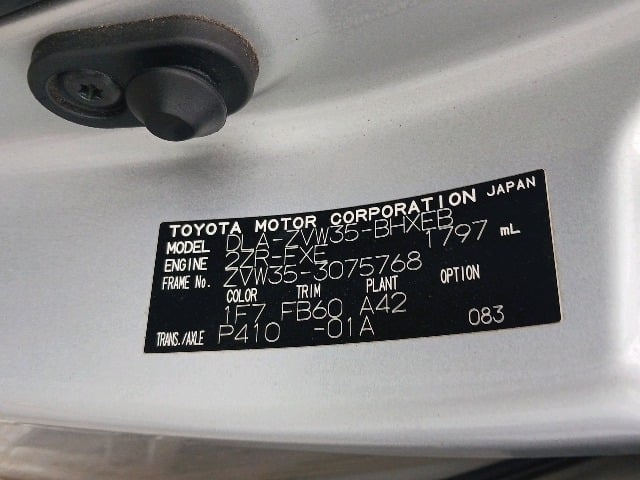 TOYOTA MOTOR CORPORATION JAPAN
MODEL DLA-ZVW35-BHXEB
ENGINE 2ZR-FXE 1797 mL
FRAME No. ZVW35-3075768
COLOR TRIM PLANT OPTION
1F7 FB60 A42
TRANS./AXLE P410 -01A 083